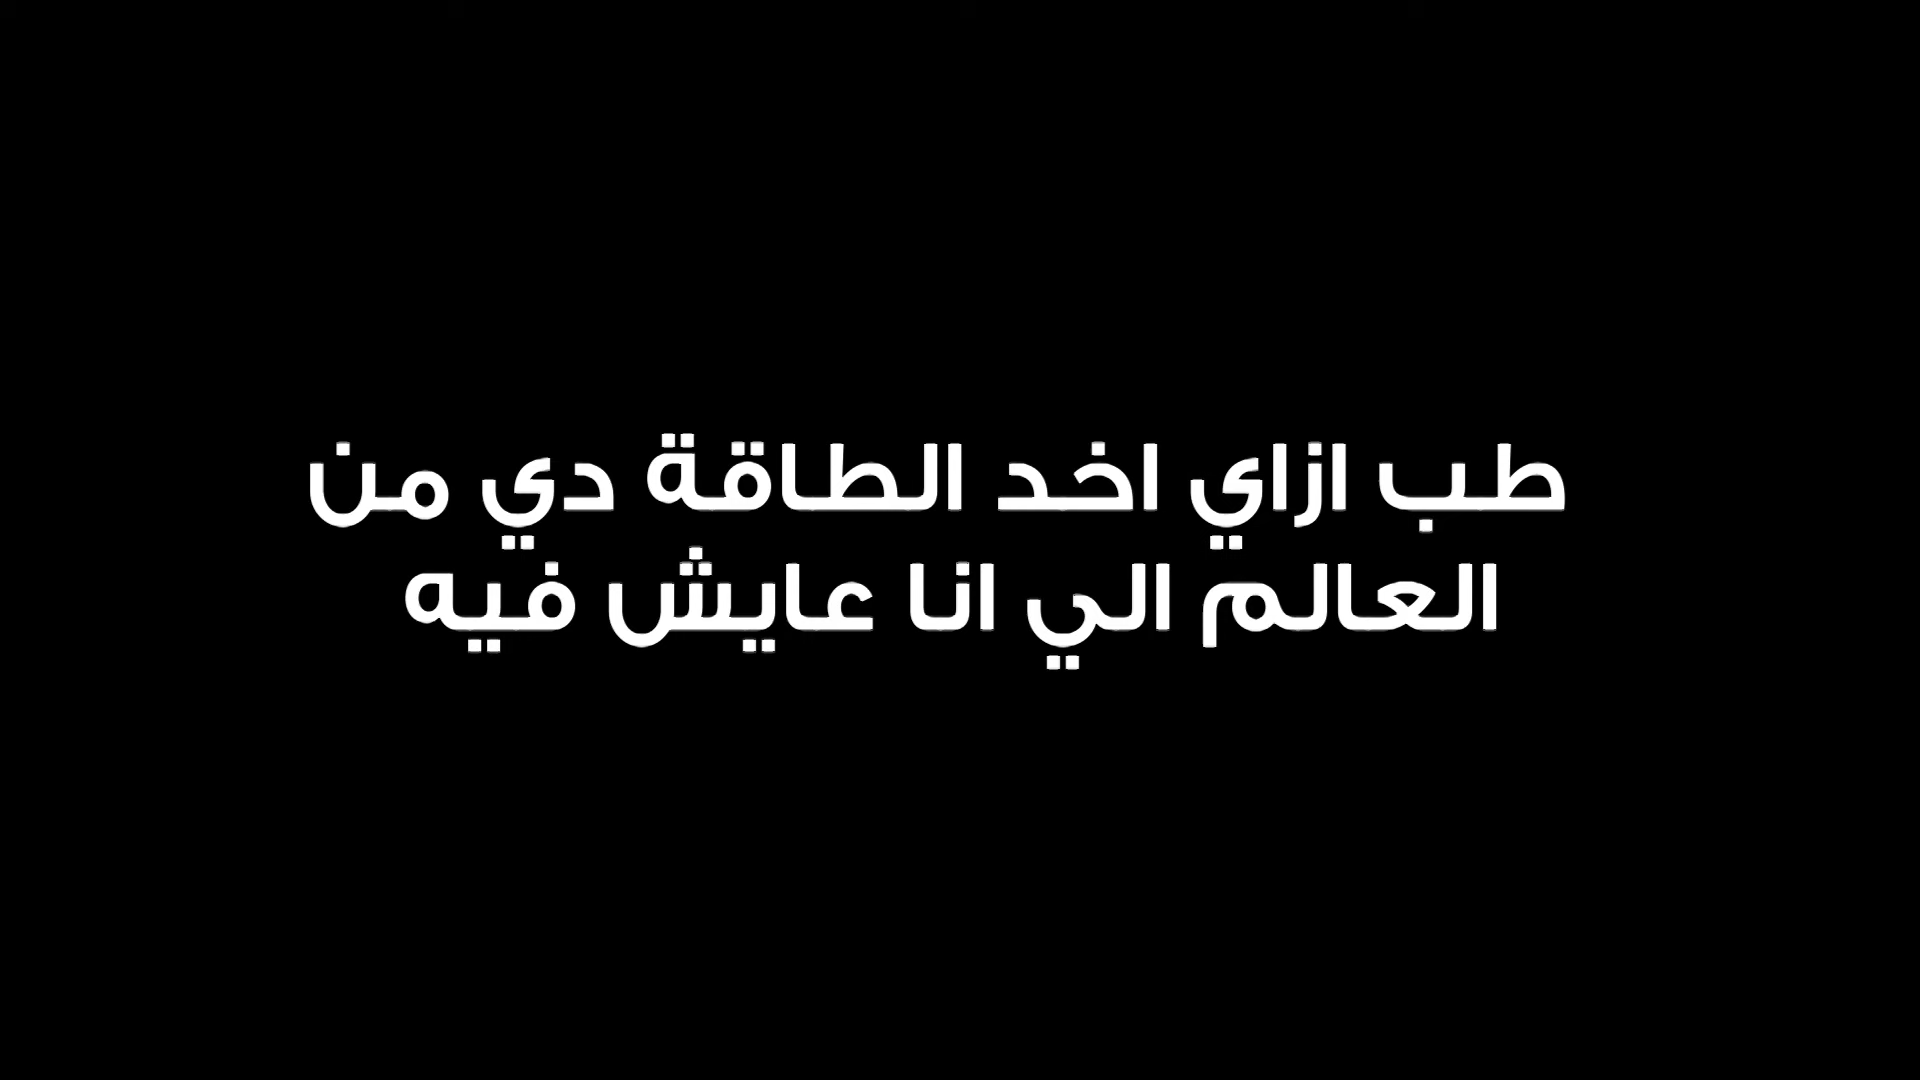 طب ازاي اخد الطاقة دي من
العالم الي انا عايش فيه